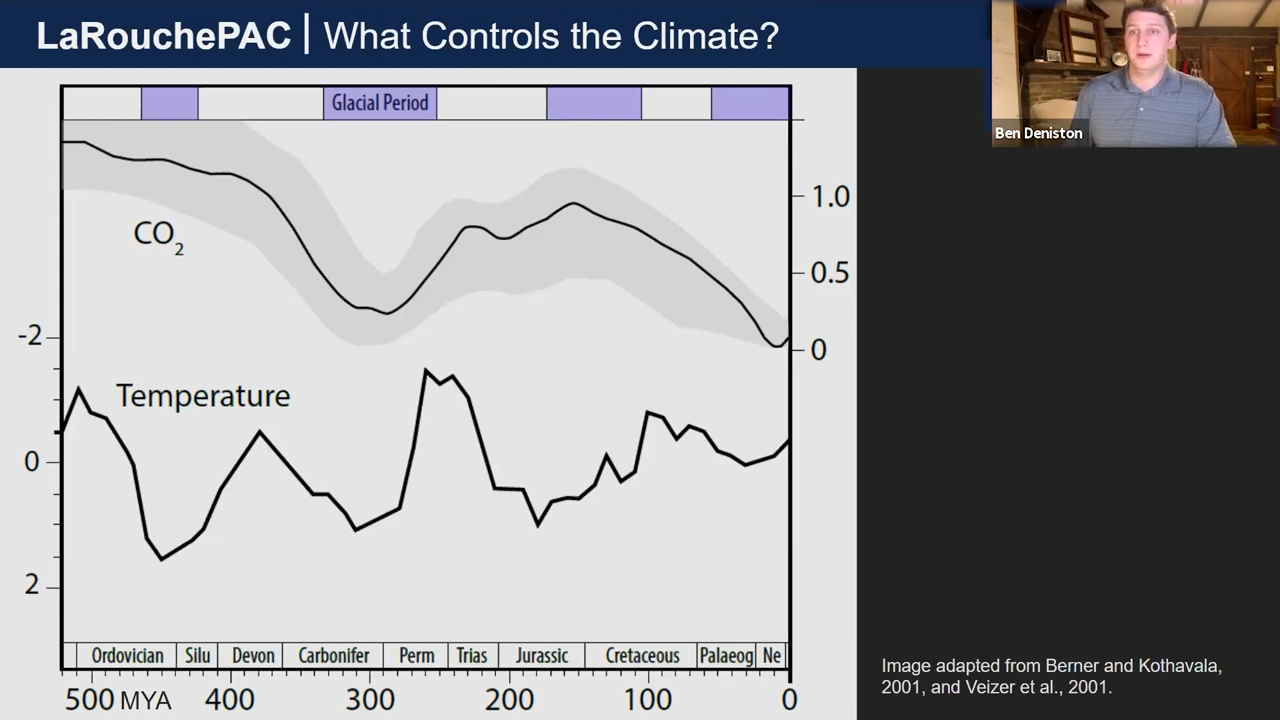 LaRouchePAC | What Controls the Climate?
Ben Deniston
Glacial Period
CO2
1.0
0.5
0
-2
0
2
Temperature
Ordovician Silu Devon Carbonifer Perm Trias Jurassic Cretaceous Palaeog Ne
500 MYA 400 300 200 100 0
Image adapted from Berner and Kothavala,
2001, and Veizer et al., 2001.